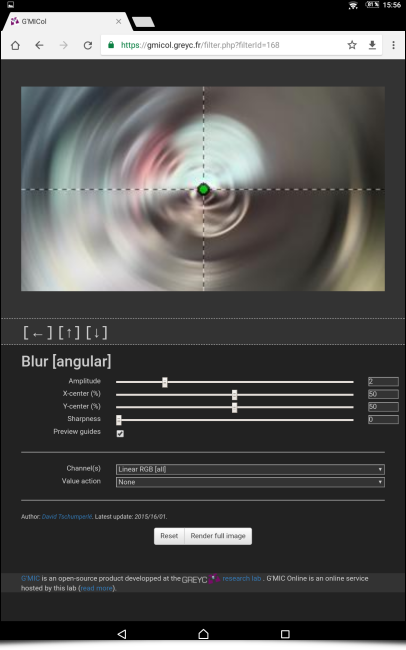 81 % 15:56
G'MICol
https://gmicol.greyc.fr/filter.php?filterId=168
[←] [↑] [↓]
Blur [angular]
Amplitude 2
X-center (%) 50
Y-center (%) 50
Sharpness 0
Preview guides
Channel(s) Linear RGB [all]
Value action None
Author: David Tschumperlé. Latest update: 2015/16/01.
Reset Render full image
G'MIC is an open-source product developped at the GREYC research lab . G'MIC Online is an online service
hosted by this lab (read more).